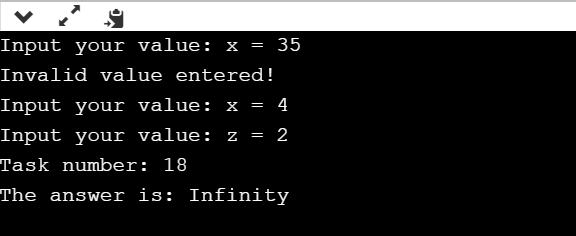 Input your value: x = 35
Invalid value entered!
Input your value: x = 4
Input your value: z = 2
Task number: 18
The answer is: Infinity